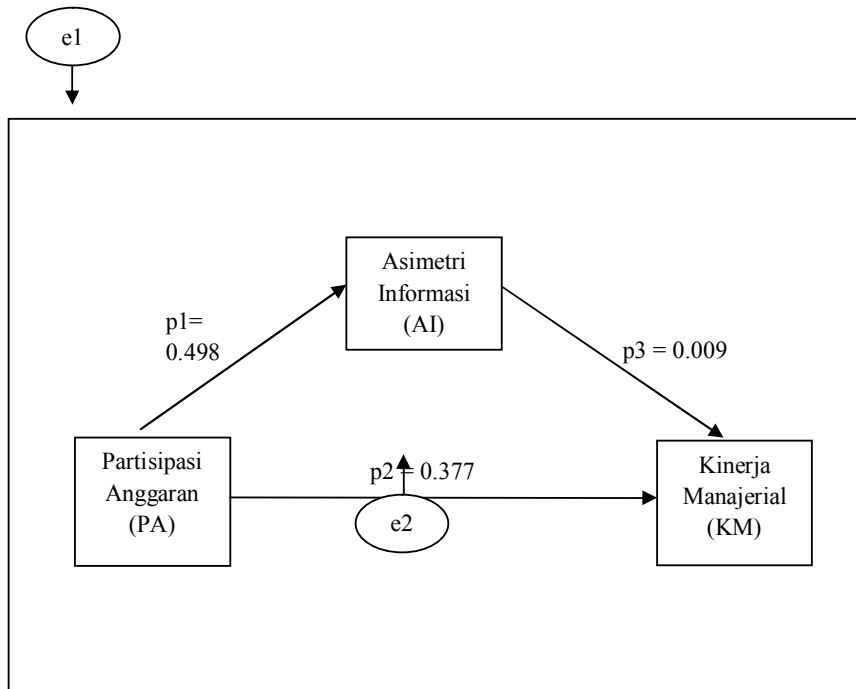 e1
Asimetri
Informasi
(AI)
p1=
0.498
p3 = 0.009
Partisipasi
Anggaran
(PA)
p2 = 0.377
e2
Kinerja
Manajerial
(KM)